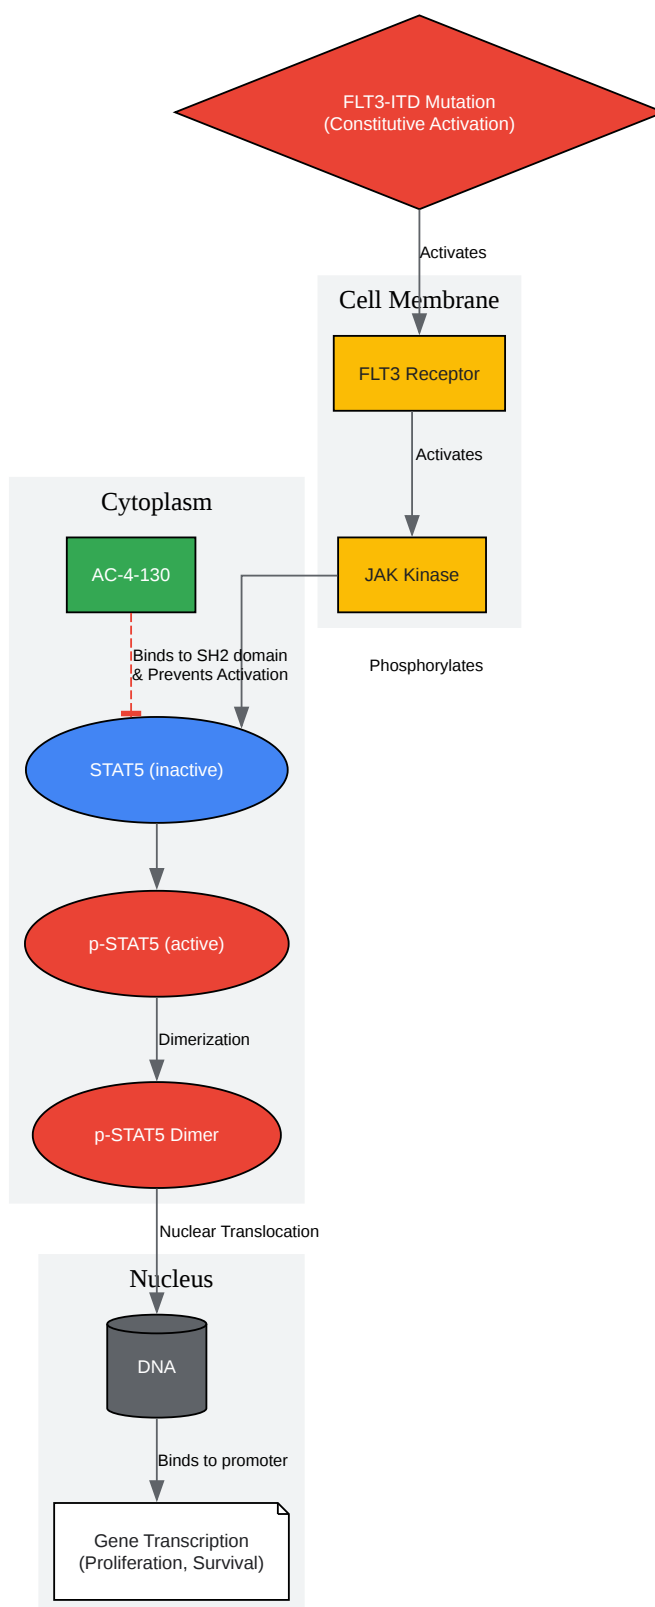 FLT3-ITD Mutation
(Constitutive Activation)
Activates
Cell Membrane
FLT3 Receptor
Activates
Cytoplasm
AC-4-130
JAK Kinase
Binds to SH2 domain
& Prevents Activation
Phosphorylates
STAT5 (inactive)
p-STAT5 (active)
Dimerization
p-STAT5 Dimer
Nuclear Translocation
Nucleus
DNA
Binds to promoter
Gene Transcription
(Proliferation, Survival)